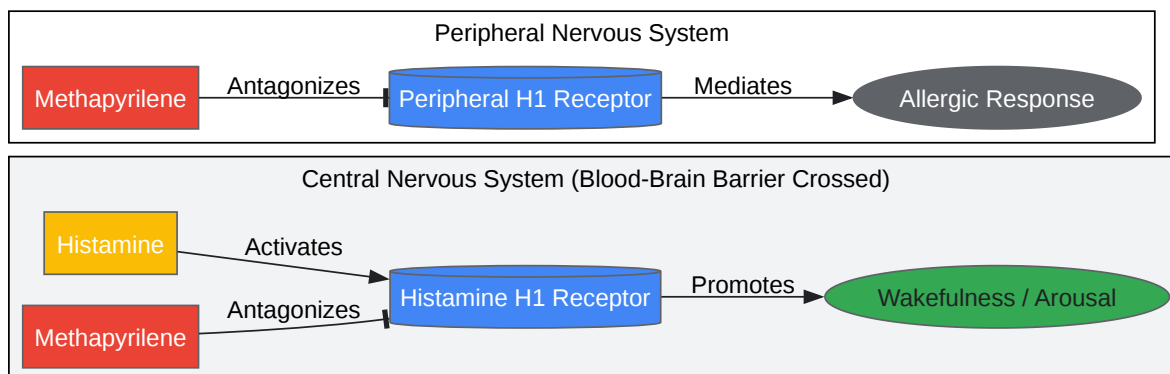 Peripheral Nervous System
Methapyrilene
Antagonizes
Peripheral H1 Receptor
Mediates
Allergic Response
Central Nervous System (Blood-Brain Barrier Crossed)
Histamine
Activates
Methapyrilene
Antagonizes
Histamine H1 Receptor
Promotes
Wakefulness / Arousal